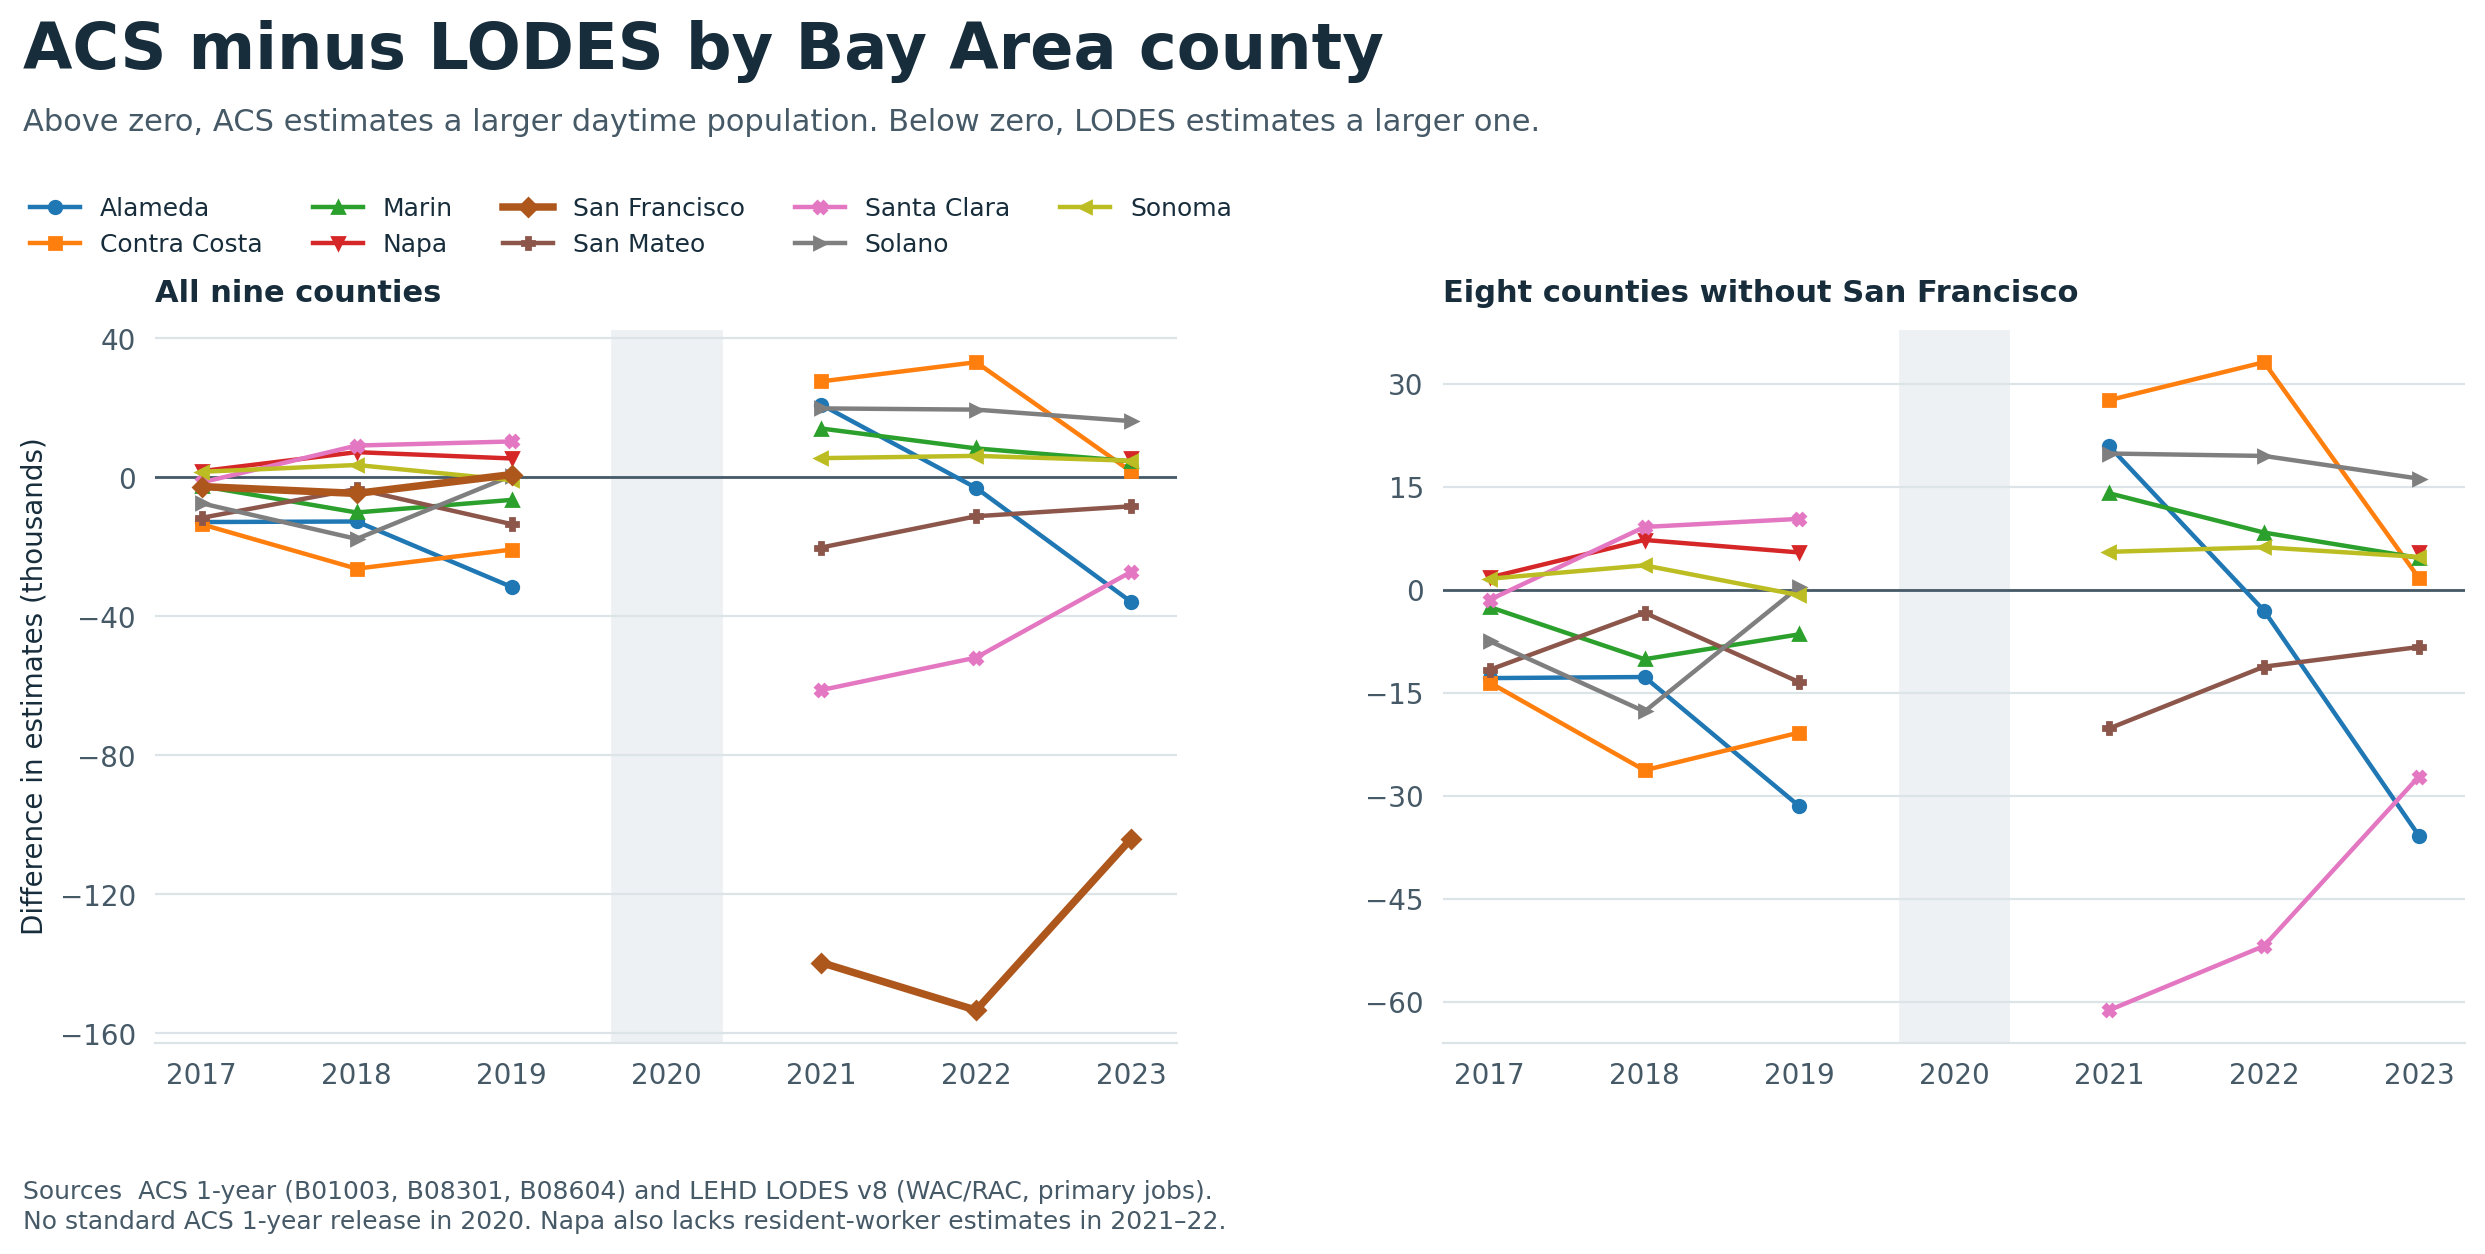 ACS minus LODES by Bay Area county
Above zero, ACS estimates a larger daytime population. Below zero, LODES estimates a larger one.
Alameda
Contra Costa
Marin
Napa
San Francisco
San Mateo
Santa Clara
Solano
Sonoma
All nine counties
Difference in estimates (thousands)
40
0
−40
−80
−120
−160
2017 2018 2019 2020 2021 2022 2023
Eight counties without San Francisco
30
15
0
−15
−30
−45
−60
2017 2018 2019 2020 2021 2022 2023
Sources  ACS 1-year (B01003, B08301, B08604) and LEHD LODES v8 (WAC/RAC, primary jobs).
No standard ACS 1-year release in 2020. Napa also lacks resident-worker estimates in 2021–22.